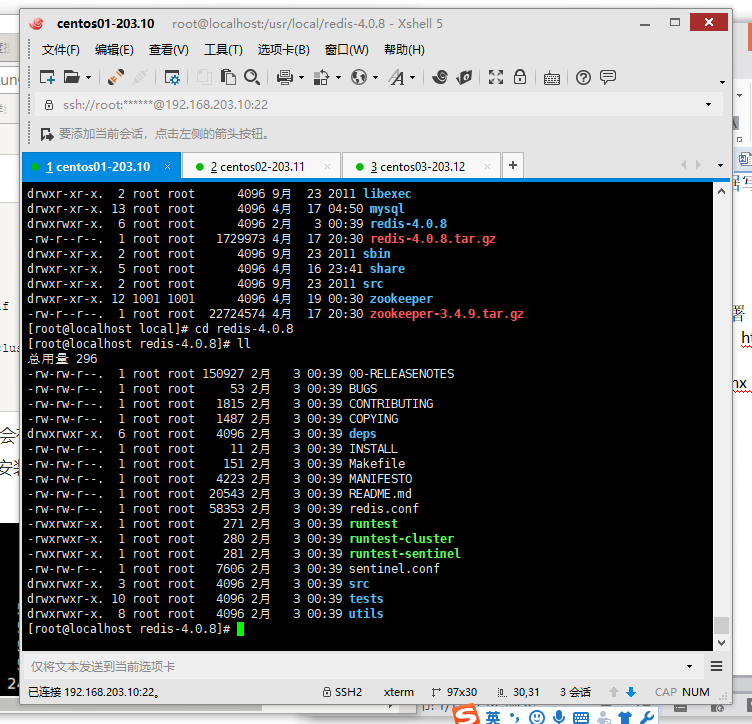 centos01-203.10 root@localhost:/usr/local/redis-4.0.8 - Xshell 5
文件(F) 编辑(E) 查看(V) 工具(T) 选项卡(B) 窗口(W) 帮助(H)
ssh://root:******@192.168.203.10:22
要添加当前会话，点击左侧的箭头按钮。
1 centos01-203.10 × 2 centos02-203.11 × 3 centos03-203.12 × +
drwxr-xr-x. 2 root root 4096 9月 23 2011 libexec
drwxr-xr-x. 13 root root 4096 4月 17 04:50 mysql
drwxrwxr-x. 6 root root 4096 2月 3 00:39 redis-4.0.8
-rw-r--r--. 1 root root 1729973 4月 17 20:30 redis-4.0.8.tar.gz
drwxr-xr-x. 2 root root 4096 9月 23 2011 sbin
drwxr-xr-x. 5 root root 4096 4月 16 23:41 share
drwxr-xr-x. 2 root root 4096 9月 23 2011 src
drwxr-xr-x. 12 1001 1001 4096 4月 19 00:30 zookeeper
-rw-r--r--. 1 root root 22724574 4月 17 20:30 zookeeper-3.4.9.tar.gz
[root@localhost local]# cd redis-4.0.8
[root@localhost redis-4.0.8]# ll
总用量 296
-rw-rw-r--. 1 root root 150927 2月 3 00:39 00-RELEASENOTES
-rw-rw-r--. 1 root root 53 2月 3 00:39 BUGS
-rw-rw-r--. 1 root root 1815 2月 3 00:39 CONTRIBUTING
-rw-rw-r--. 1 root root 1487 2月 3 00:39 COPYING
drwxrwxr-x. 6 root root 4096 2月 3 00:39 deps
-rw-rw-r--. 1 root root 11 2月 3 00:39 INSTALL
-rw-rw-r--. 1 root root 151 2月 3 00:39 Makefile
-rw-rw-r--. 1 root root 4223 2月 3 00:39 MANIFESTO
-rw-rw-r--. 1 root root 20543 2月 3 00:39 README.md
-rw-rw-r--. 1 root root 58353 2月 3 00:39 redis.conf
-rwxrwxr-x. 1 root root 271 2月 3 00:39 runtest
-rwxrwxr-x. 1 root root 280 2月 3 00:39 runtest-cluster
-rwxrwxr-x. 1 root root 281 2月 3 00:39 runtest-sentinel
-rw-rw-r--. 1 root root 7606 2月 3 00:39 sentinel.conf
drwxrwxr-x. 3 root root 4096 2月 3 00:39 src
drwxrwxr-x. 10 root root 4096 2月 3 00:39 tests
drwxrwxr-x. 8 root root 4096 2月 3 00:39 utils
[root@localhost redis-4.0.8]#
仅将文本发送到当前选项卡
已连接 192.168.203.10:22。 SSH2 xterm 97x30 30,31 3 会话 CAP NUM
英